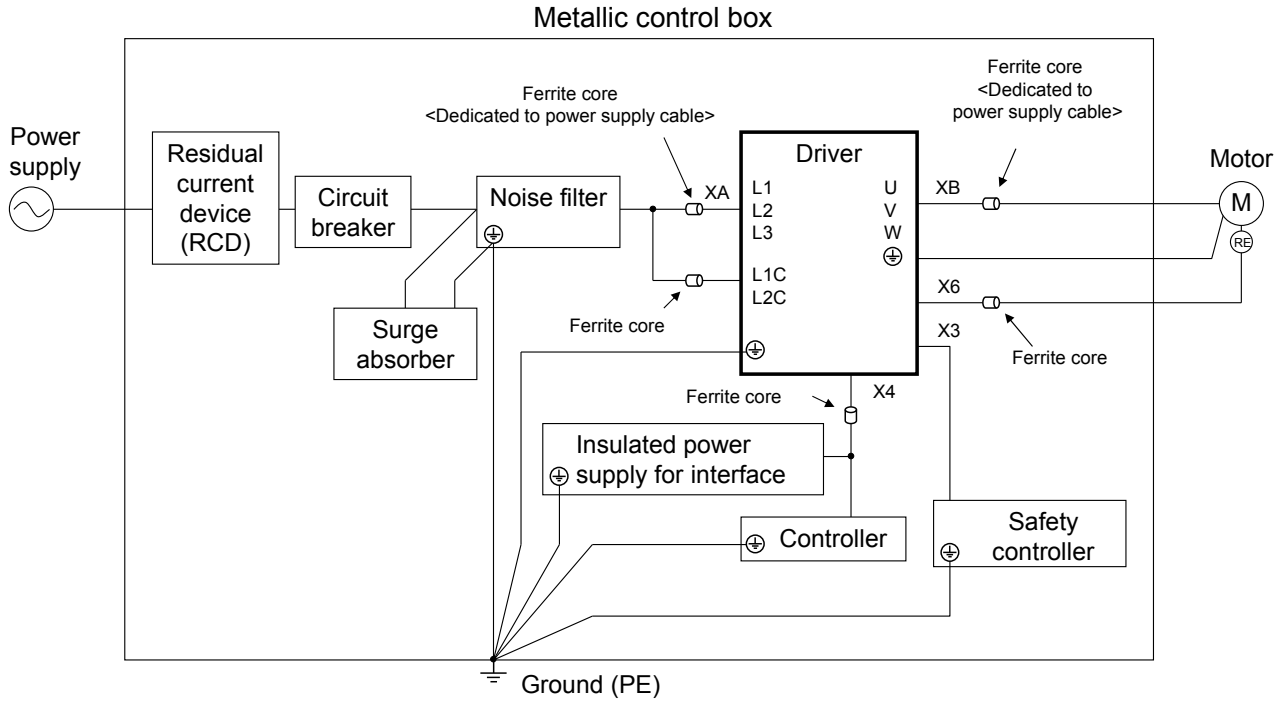 Metallic control box
Power
supply
Residual
current
device
(RCD)
Circuit
breaker
Surge
absorber
Noise filter
Ferrite core
<Dedicated to power supply cable>
XA
Ferrite core
Driver
L1
L2
L3
L1C
L2C
U
V
W
XB
X6
X3
X4
Ferrite core
<Dedicated to
power supply cable>
Motor
M
RE
Ferrite core
Ferrite core
Insulated power
supply for interface
Controller
Safety
controller
Ground (PE)